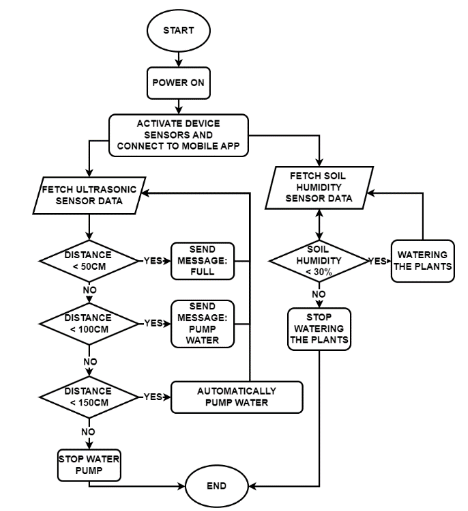 START
POWER ON
ACTIVATE DEVICE
SENSORS AND
CONNECT TO MOBILE APP
FETCH ULTRASONIC
SENSOR DATA
FETCH SOIL
HUMIDITY
SENSOR DATA
DISTANCE
< 50CM
YES
SEND
MESSAGE:
FULL
SOIL
HUMIDITY
< 30%
YES
WATERING
THE PLANTS
NO
NO
DISTANCE
< 100CM
YES
SEND
MESSAGE:
PUMP
WATER
STOP
WATERING
THE PLANTS
NO
DISTANCE
< 150CM
YES
AUTOMATICALLY
PUMP WATER
NO
STOP WATER
PUMP
END